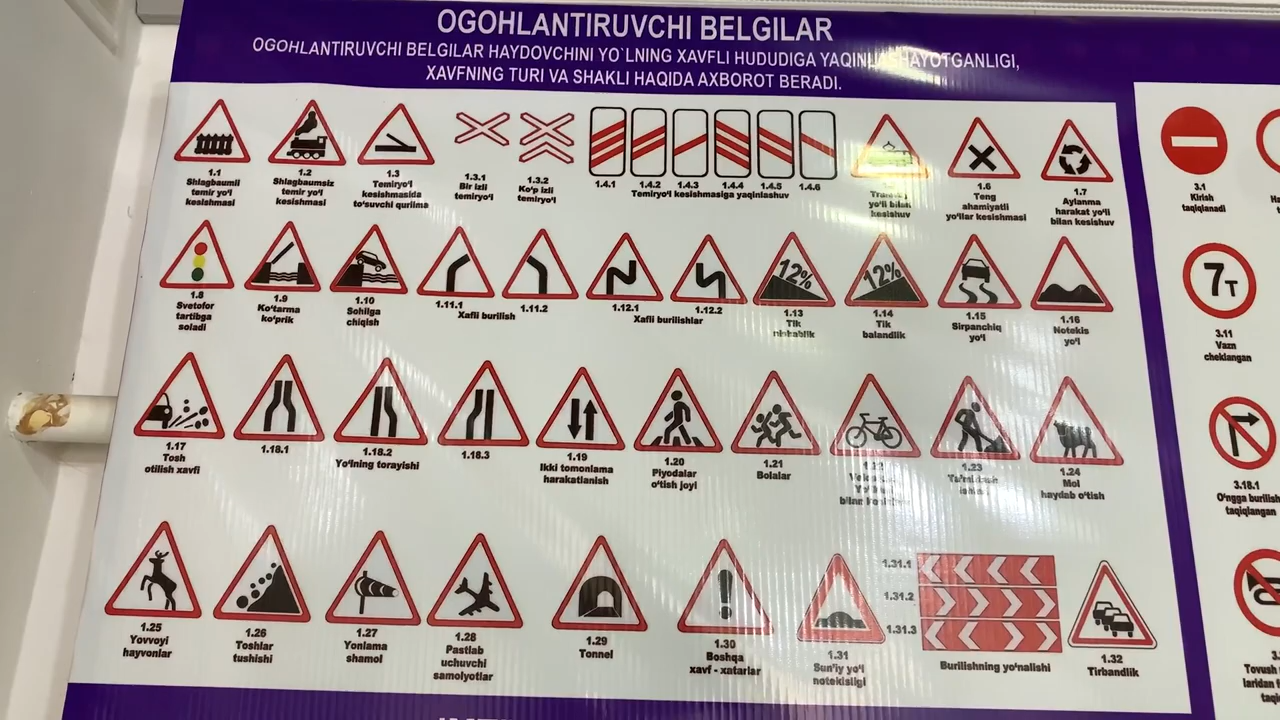 OGOHLANTIRUVCHI BELGILAR
OGOHLANTIRUVCHI BELGILAR HAYDOVCHINI YO`LNING XAVFLI HUDUDIGA YAQINLASHAYOTGANLIGI,
XAVFNING TURI VA SHAKLI HAQIDA AXBOROT BERADI.
1.1
Shlagbaumli
temir yo'l
kesishmasi
1.2
Shlagbaumsiz
temir yo'l
kesishmasi
1.3
Temiryo'l
kesishmasida
to'suvchi qurilma
1.3.1
Bir izli
temiryo'l
1.3.2
Ko'p izli
temiryo'l
1.4.1 1.4.2 1.4.3 1.4.4 1.4.5 1.4.6
Temiryo'l kesishmasiga yaqinlashuv
yo'li bilan
kesishuv
1.6
Teng
ahamiyatli
yo'llar kesishmasi
1.7
Aylanma
harakat yo'li
bilan kesishuv
1.8
Svetofor
tartibga
soladi
1.9
Ko'tarma
ko'prik
1.10
Sohilga
chiqish
1.11.1 1.11.2
Xafli burilish
1.12.1 1.12.2
Xafli burilishlar
12%
1.13
Tik
12%
1.14
Tik
balandlik
1.15
Sirpanchiq
yo'l
1.16
Notekis
yo'l
1.17
Tosh
otilish xavfi
1.18.1 1.18.2 1.18.3
Yo'lning torayishi
1.19
Ikki tomonlama
harakatlanish
1.20
Piyodalar
o'tish joyi
1.21
Bolalar
1.23
1.24
Mol
haydab o'tish
1.25
Yovvoyi
hayvonlar
1.26
Toshlar
tushishi
1.27
Yonlama
shamol
1.28
Pastlab
uchuvchi
samolyotlar
1.29
Tonnel
1.30
Boshqa
xavf - xatarlar
1.31
Sun'iy yo'l
notekisligi
1.31.1
1.31.2
1.31.3
Burilishning yo'nalishi
1.32
Tirbandlik
3.1
Kirish
taqiqlanadi
7T
3.11
Vazn
cheklangan
3.18.1
O'ngga burilish
taqiqlangan
Tovush